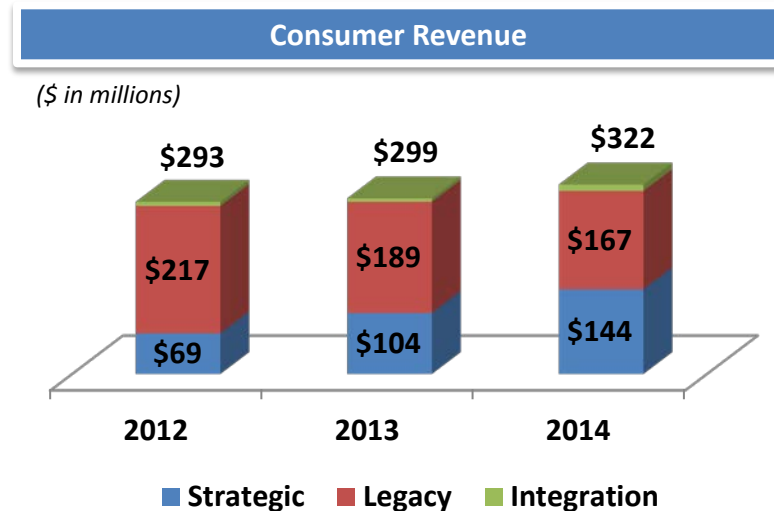 Consumer Revenue
($ in millions)
$293 $299 $322
$217 $189 $167
$69 $104 $144
2012 2013 2014
Strategic Legacy Integration